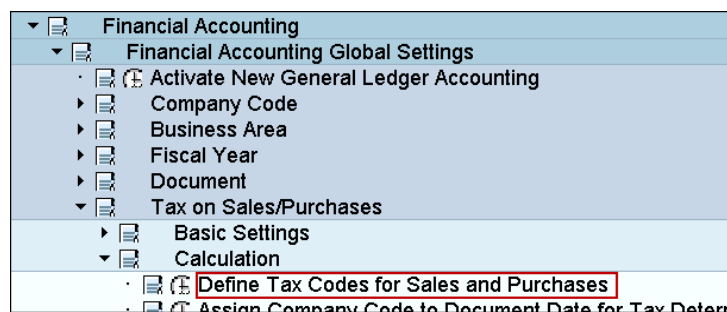 Financial Accounting
Financial Accounting Global Settings
Activate New General Ledger Accounting
Company Code
Business Area
Fiscal Year
Document
Tax on Sales/Purchases
Basic Settings
Calculation
Define Tax Codes for Sales and Purchases
Assign Company Code to Document Date for Tax Deter